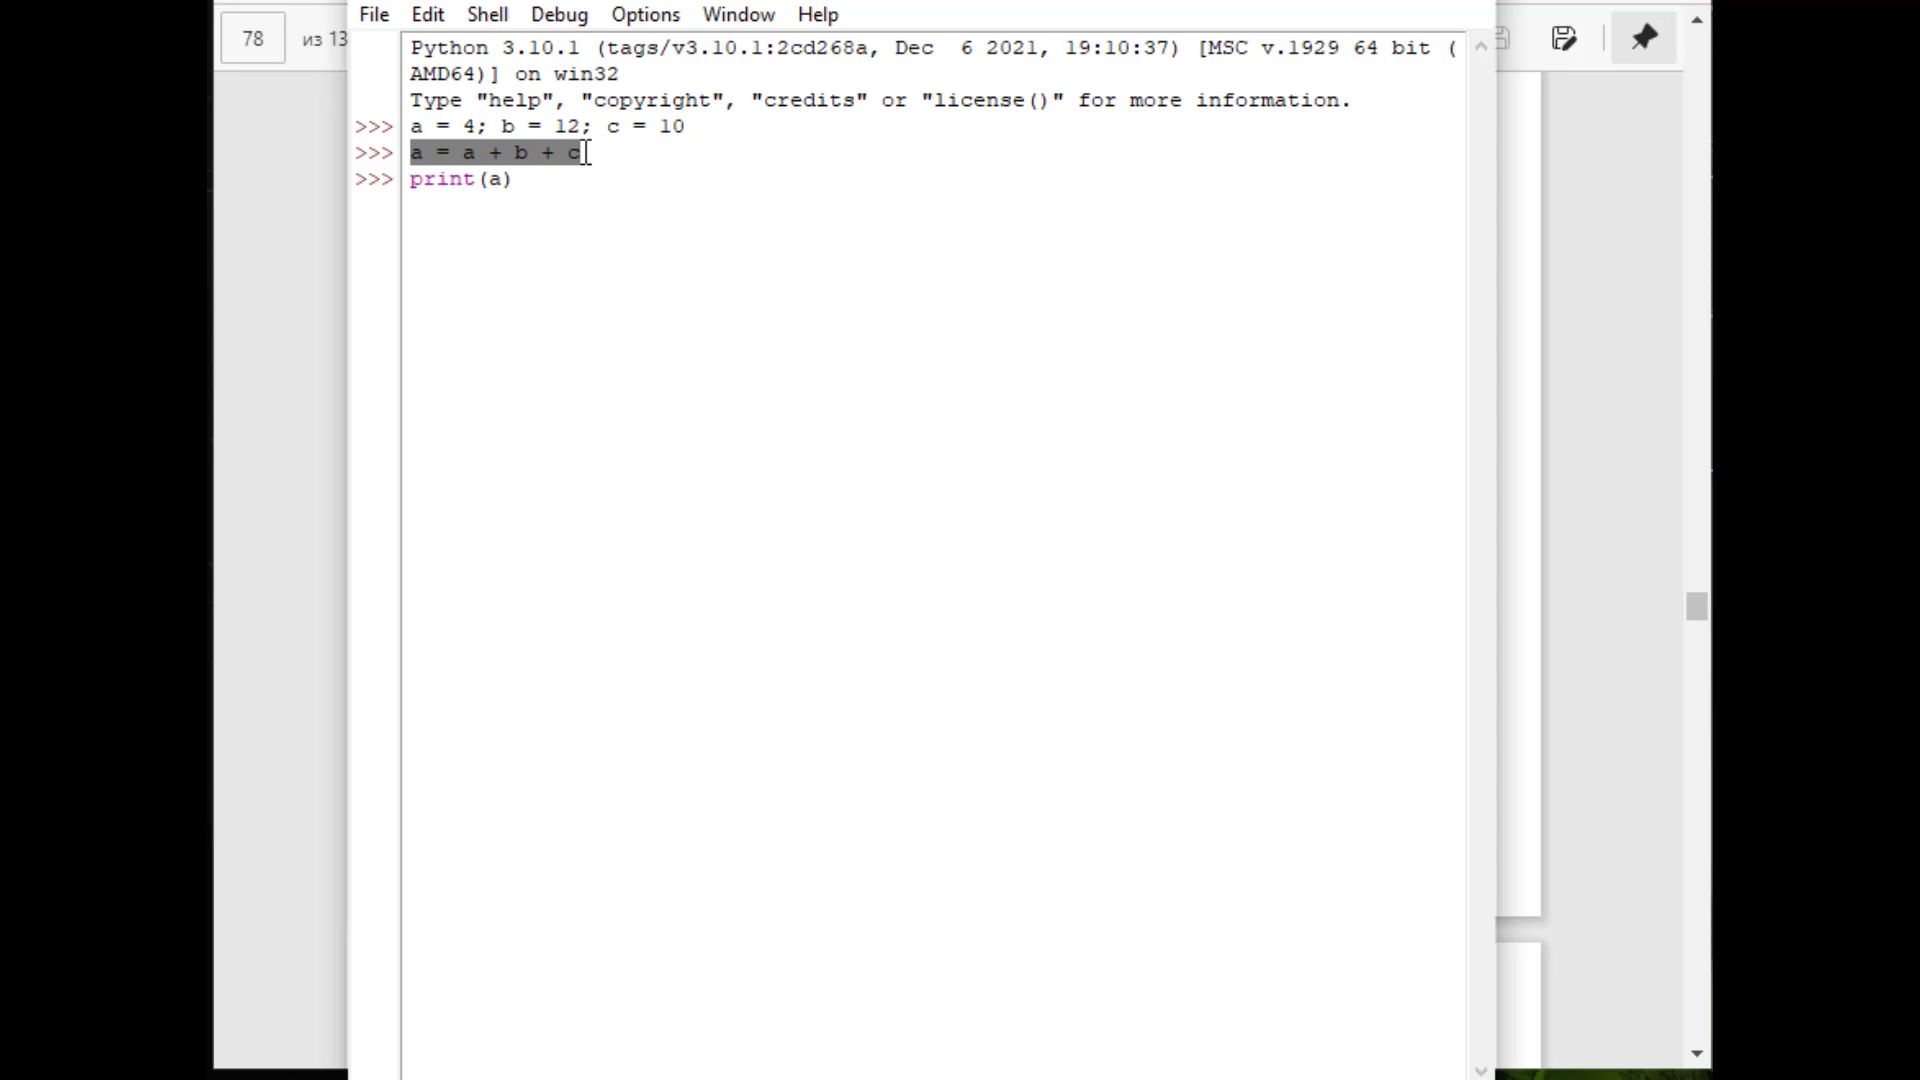 File Edit Shell Debug Options Window Help
78 из 13
Python 3.10.1 (tags/v3.10.1:2cd268a, Dec  6 2021, 19:10:37) [MSC v.1929 64 bit (
AMD64)] on win32
Type "help", "copyright", "credits" or "license()" for more information.
>>> a = 4; b = 12; c = 10
>>> a = a + b + c
>>> print(a)